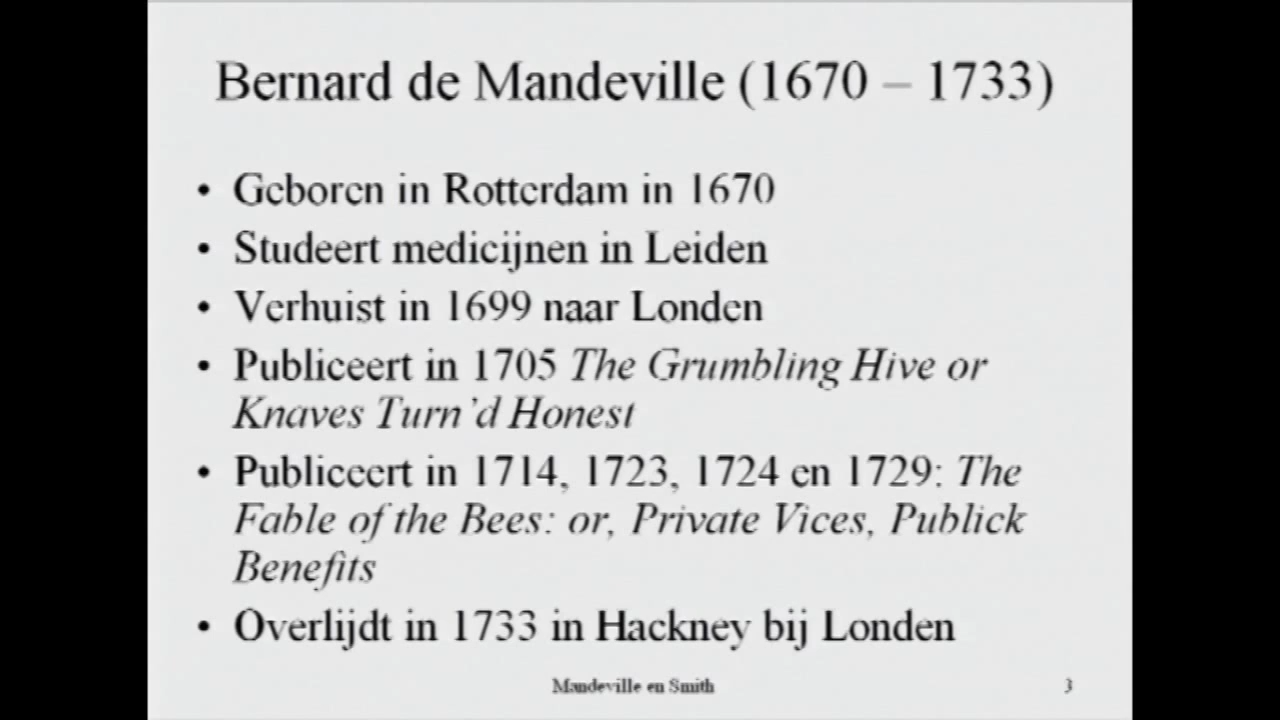 Bernard de Mandeville (1670 – 1733)
• Geboren in Rotterdam in 1670
• Studeert medicijnen in Leiden
• Verhuist in 1699 naar Londen
• Publiceert in 1705 The Grumbling Hive or
Knaves Turn'd Honest
• Publiceert in 1714, 1723, 1724 en 1729: The
Fable of the Bees: or, Private Vices, Publick
Benefits
• Overlijdt in 1733 in Hackney bij Londen
Mandeville en Smith 3